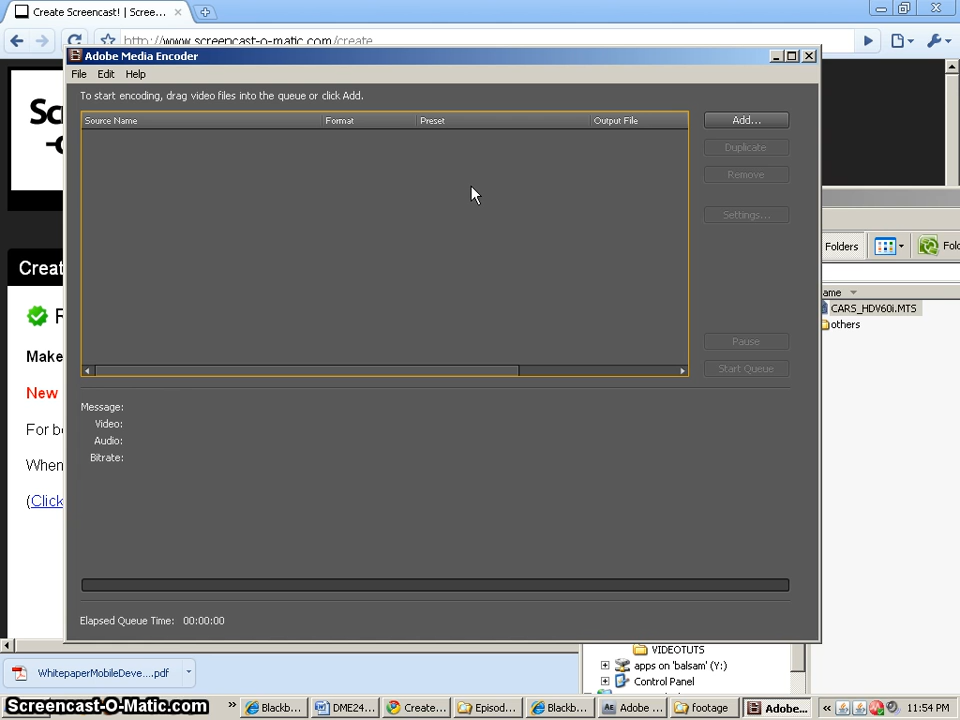 Create Screencast! | Scree...
http://www.screencast-o-matic.com/create
Adobe Media Encoder
File Edit Help
To start encoding, drag video files into the queue or click Add.
Source Name Format Preset Output File
Add...
Duplicate
Remove
Settings...
Pause
Start Queue
Message:
Video:
Audio:
Bitrate:
Elapsed Queue Time: 00:00:00
Sc
-O
Creat
R
Make
New
For b
When
(Click
Folders
Fol
ame
CARS_HDV60i.MTS
others
VIDEOTUTS
apps on 'balsam' (Y:)
Control Panel
WhitepaperMobileDeve....pdf
Screencast-O-Matic.com
» Blackb... DME24... Create... Episod... Blackb... Adobe ... footage Adobe... « 11:54 PM